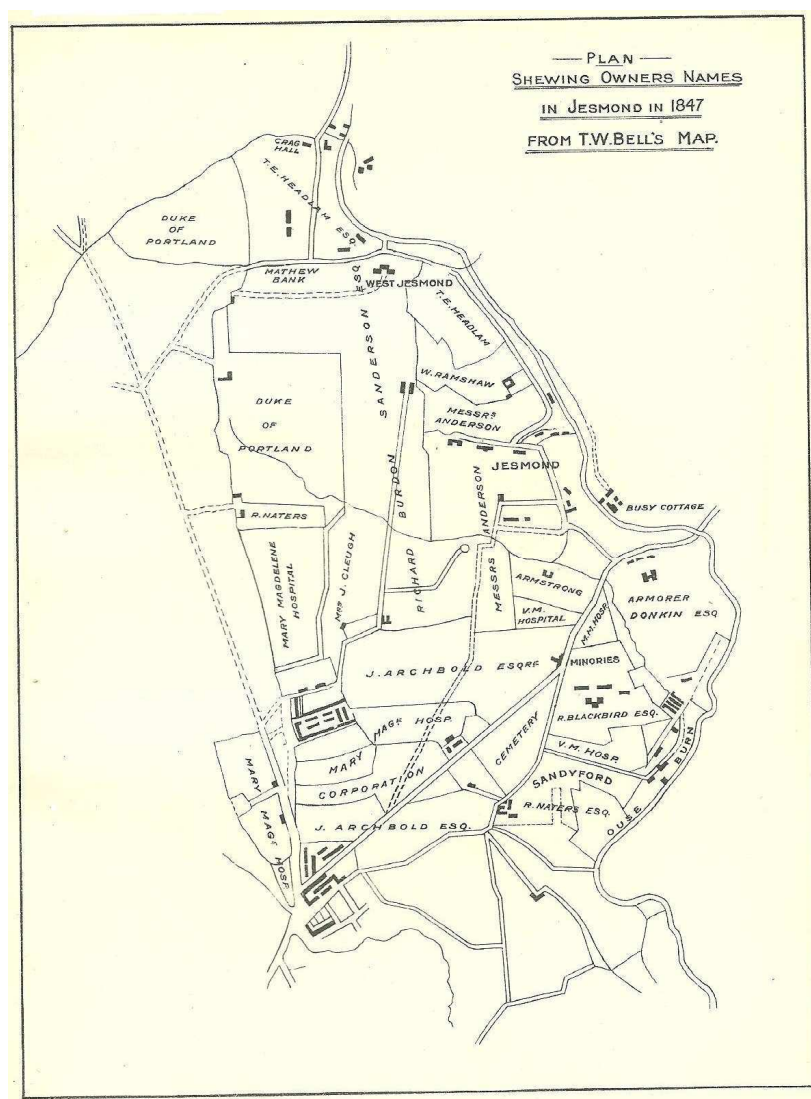 PLAN
SHEWING OWNERS NAMES
IN JESMOND IN 1847
FROM T.W.BELL'S MAP.
CRAG
HALL
T.E.HEADLAM ESQ.
DUKE
OF
PORTLAND
MATHEW
BANK
WEST JESMOND
T.E.HEADLAM
RICHARD BURDON SANDERSON ESQ
W.RAMSHAW
MESSRS
ANDERSON
DUKE
OF
PORTLAND
JESMOND
BUSY COTTAGE
R.NATERS
MARY MAGDELENE
HOSPITAL
MRS J. CLEUGH
MESSRS ANDERSON
ARMSTRONG
V.M.
HOSPITAL
M.M.HOSP.
ARMORER
DONKIN ESQ
J.ARCHBOLD ESQRE
MINORIES
R.BLACKBIRD ESQ.
MARY MAGE HOSP.
CEMETERY
V.M.HOSP.
CORPORATION
SANDYFORD
R.NATERS ESQ.
OUSE BURN
J. ARCHBOLD ESQ.
MARY
MAGE HOSP.